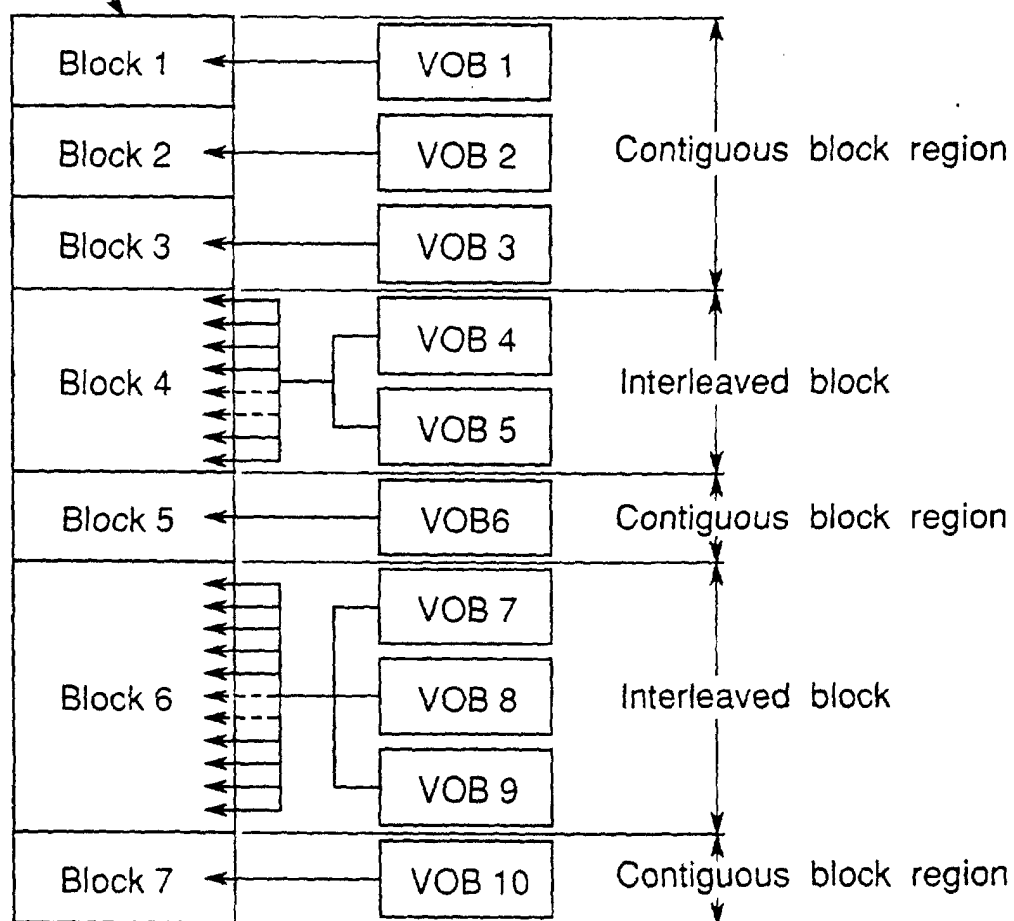 Block 1
VOB 1
Block 2
VOB 2
Contiguous block region
Block 3
VOB 3
VOB 4
Block 4
Interleaved block
VOB 5
Block 5
VOB6
Contiguous block region
VOB 7
Block 6
VOB 8
Interleaved block
VOB 9
Block 7
VOB 10
Contiguous block region